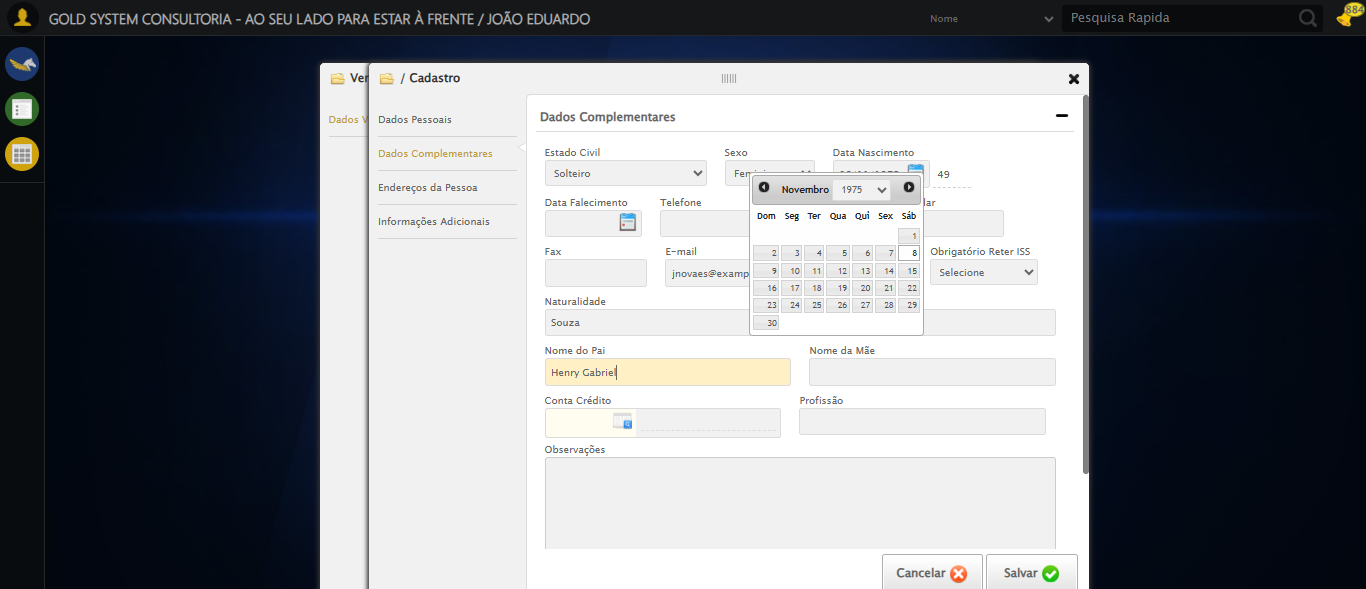 GOLD SYSTEM CONSULTORIA - AO SEU LADO PARA ESTAR À FRENTE / JOÃO EDUARDO
Nome
Pesquisa Rapida
884
Ver
/ Cadastro
Dados V
Dados Pessoais
Dados Complementares
Endereços da Pessoa
Informações Adicionais
Dados Complementares
Estado Civil
Sexo
Data Nascimento
Solteiro
49
Novembro 1975
Dom Seg Ter Qua Qui Sex Sáb
1
2 3 4 5 6 7 8
9 10 11 12 13 14 15
16 17 18 19 20 21 22
23 24 25 26 27 28 29
30
Data Falecimento
Telefone
lar
Fax
E-mail
Obrigatório Reter ISS
jnovaes@examp
Selecione
Naturalidade
Souza
Nome do Pai
Nome da Mãe
Henry Gabriel
Conta Crédito
Profissão
Observações
Cancelar
Salvar